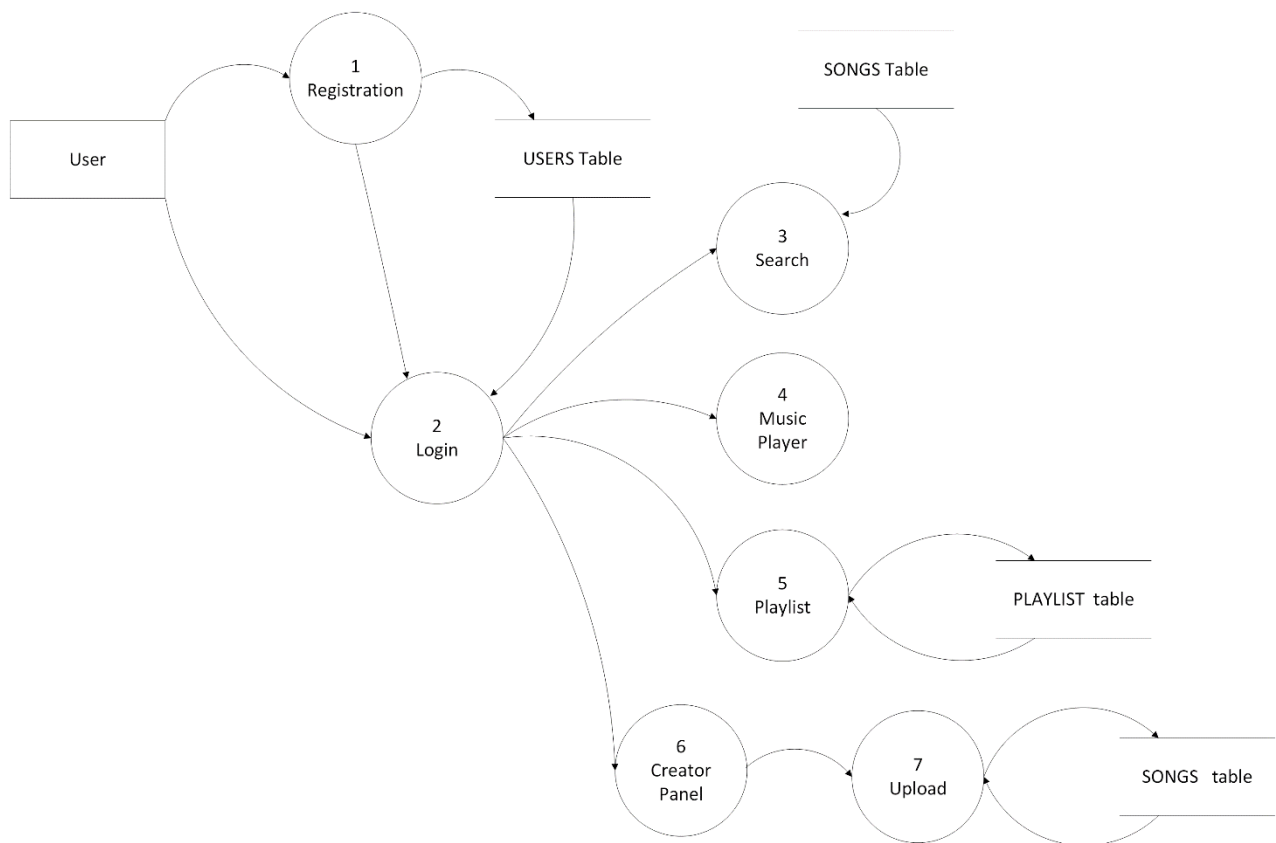 1
Registration
SONGS Table
User
USERS Table
3
Search
4
Music
Player
2
Login
5
Playlist
PLAYLIST table
6
Creator
Panel
7
Upload
SONGS table